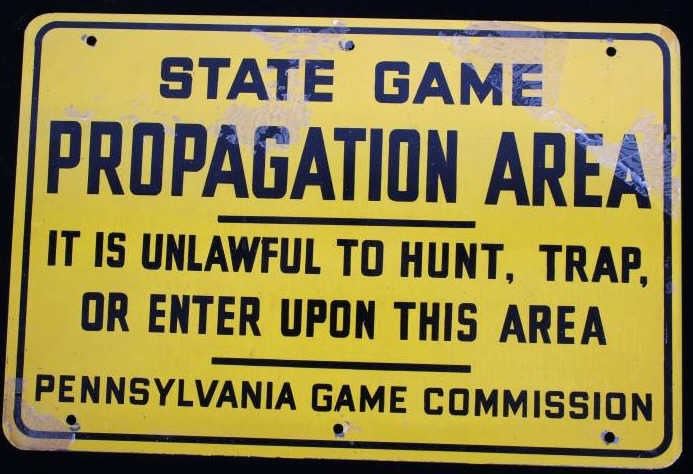 STATE GAME
PROPAGATION AREA
IT IS UNLAWFUL TO HUNT, TRAP,
OR ENTER UPON THIS AREA
PENNSYLVANIA GAME COMMISSION